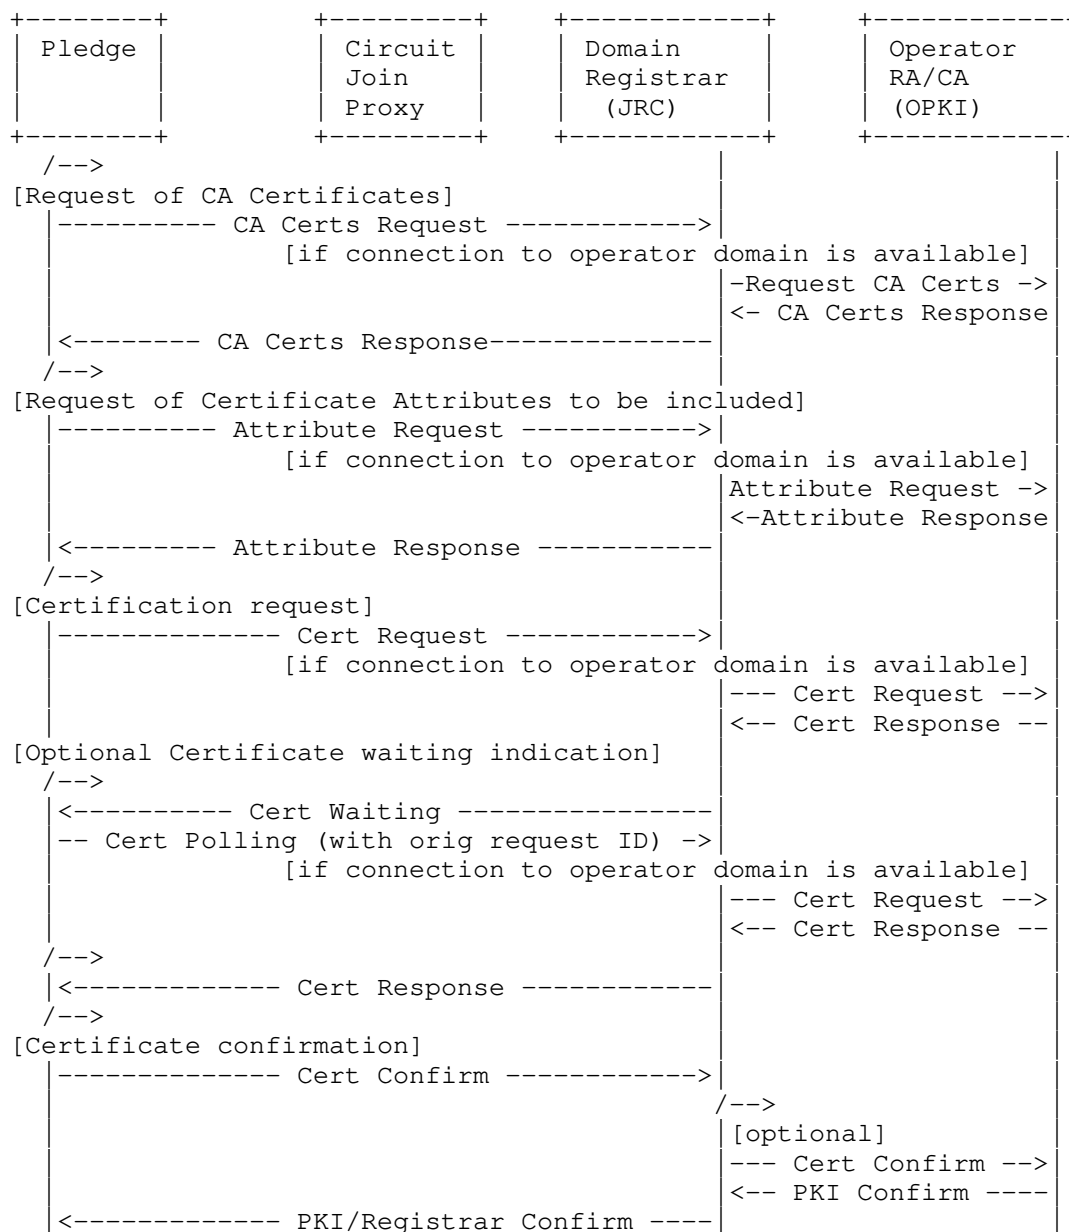 +--------+ +---------+ +------------+ +------------
| Pledge | | Circuit | | Domain | | Operator
| | | Join | | Registrar | | RA/CA
| | | Proxy | | (JRC) | | (OPKI)
+--------+ +---------+ +------------+ +------------
/-->
[Request of CA Certificates]
|---------- CA Certs Request ------------>|
[if connection to operator domain is available]
|-Request CA Certs ->|
|<- CA Certs Response|
|<-------- CA Certs Response--------------|
/-->
[Request of Certificate Attributes to be included]
|---------- Attribute Request ----------->|
[if connection to operator domain is available]
|Attribute Request ->|
|<-Attribute Response|
|<--------- Attribute Response -----------|
/-->
[Certification request]
|-------------- Cert Request ------------>|
[if connection to operator domain is available]
|--- Cert Request -->|
|<-- Cert Response --|
[Optional Certificate waiting indication]
/-->
|<---------- Cert Waiting ----------------|
|-- Cert Polling (with orig request ID) ->|
[if connection to operator domain is available]
|--- Cert Request -->|
|<-- Cert Response --|
/-->
|<------------- Cert Response ------------|
/-->
[Certificate confirmation]
|-------------- Cert Confirm ------------>|
/-->
|[optional]
|--- Cert Confirm -->|
|<-- PKI Confirm ----|
|<------------- PKI/Registrar Confirm ----|